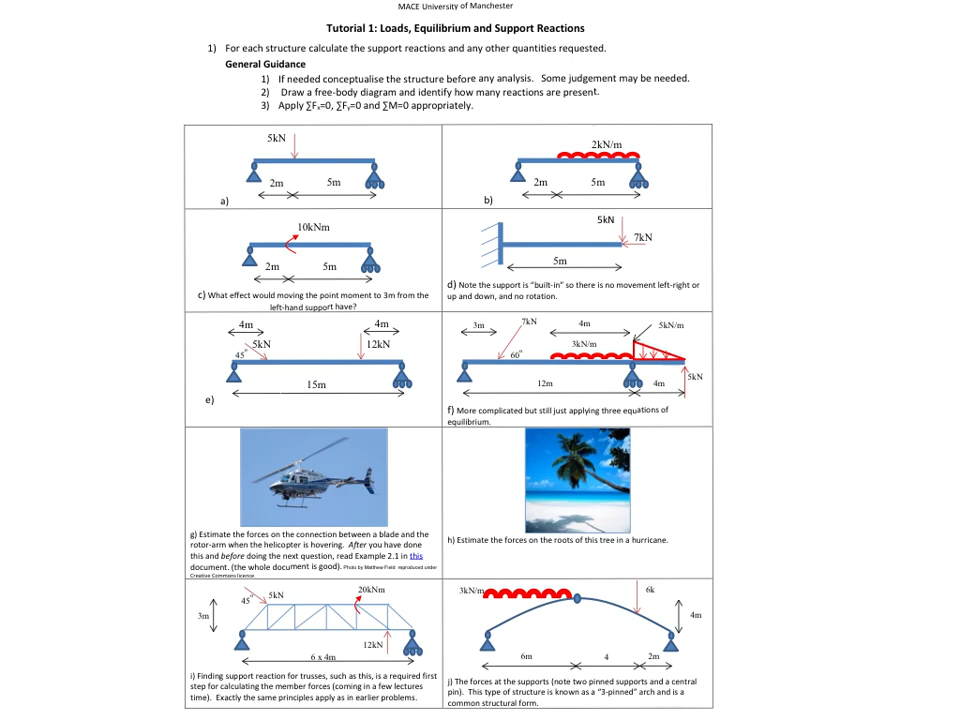 MACE University of Manchester
Tutorial 1: Loads, Equilibrium and Support Reactions
1) For each structure calculate the support reactions and any other quantities requested.
General Guidance
1) If needed conceptualise the structure before any analysis. Some judgement may be needed.
2) Draw a free-body diagram and identify how many reactions are present.
3) Apply ∑Fₓ=0, ∑Fᵧ=0 and ∑M=0 appropriately.
5kN
2m 5m
a)
2kN/m
2m 5m
b)
10kNm
2m 5m
c) What effect would moving the point moment to 3m from the
left-hand support have?
5kN
7kN
5m
d) Note the support is "built-in" so there is no movement left-right or
up and down, and no rotation.
4m 4m
5kN 12kN
45°
15m
e)
3m 7kN 4m 5kN/m
3kN/m
60°
12m 4m 5kN
f) More complicated but still just applying three equations of
equilibrium.
g) Estimate the forces on the connection between a blade and the
rotor-arm when the helicopter is hovering. After you have done
this and before doing the next question, read Example 2.1 in this
document. (the whole document is good). Photo by Matthew Field reproduced under
Creative Commons licence
h) Estimate the forces on the roots of this tree in a hurricane.
45° 5kN 20kNm
3m
12kN
6 x 4m
i) Finding support reaction for trusses, such as this, is a required first
step for calculating the member forces (coming in a few lectures
time). Exactly the same principles apply as in earlier problems.
3kN/m 6k
4m
6m 4 2m
j) The forces at the supports (note two pinned supports and a central
pin). This type of structure is known as a "3-pinned" arch and is a
common structural form.